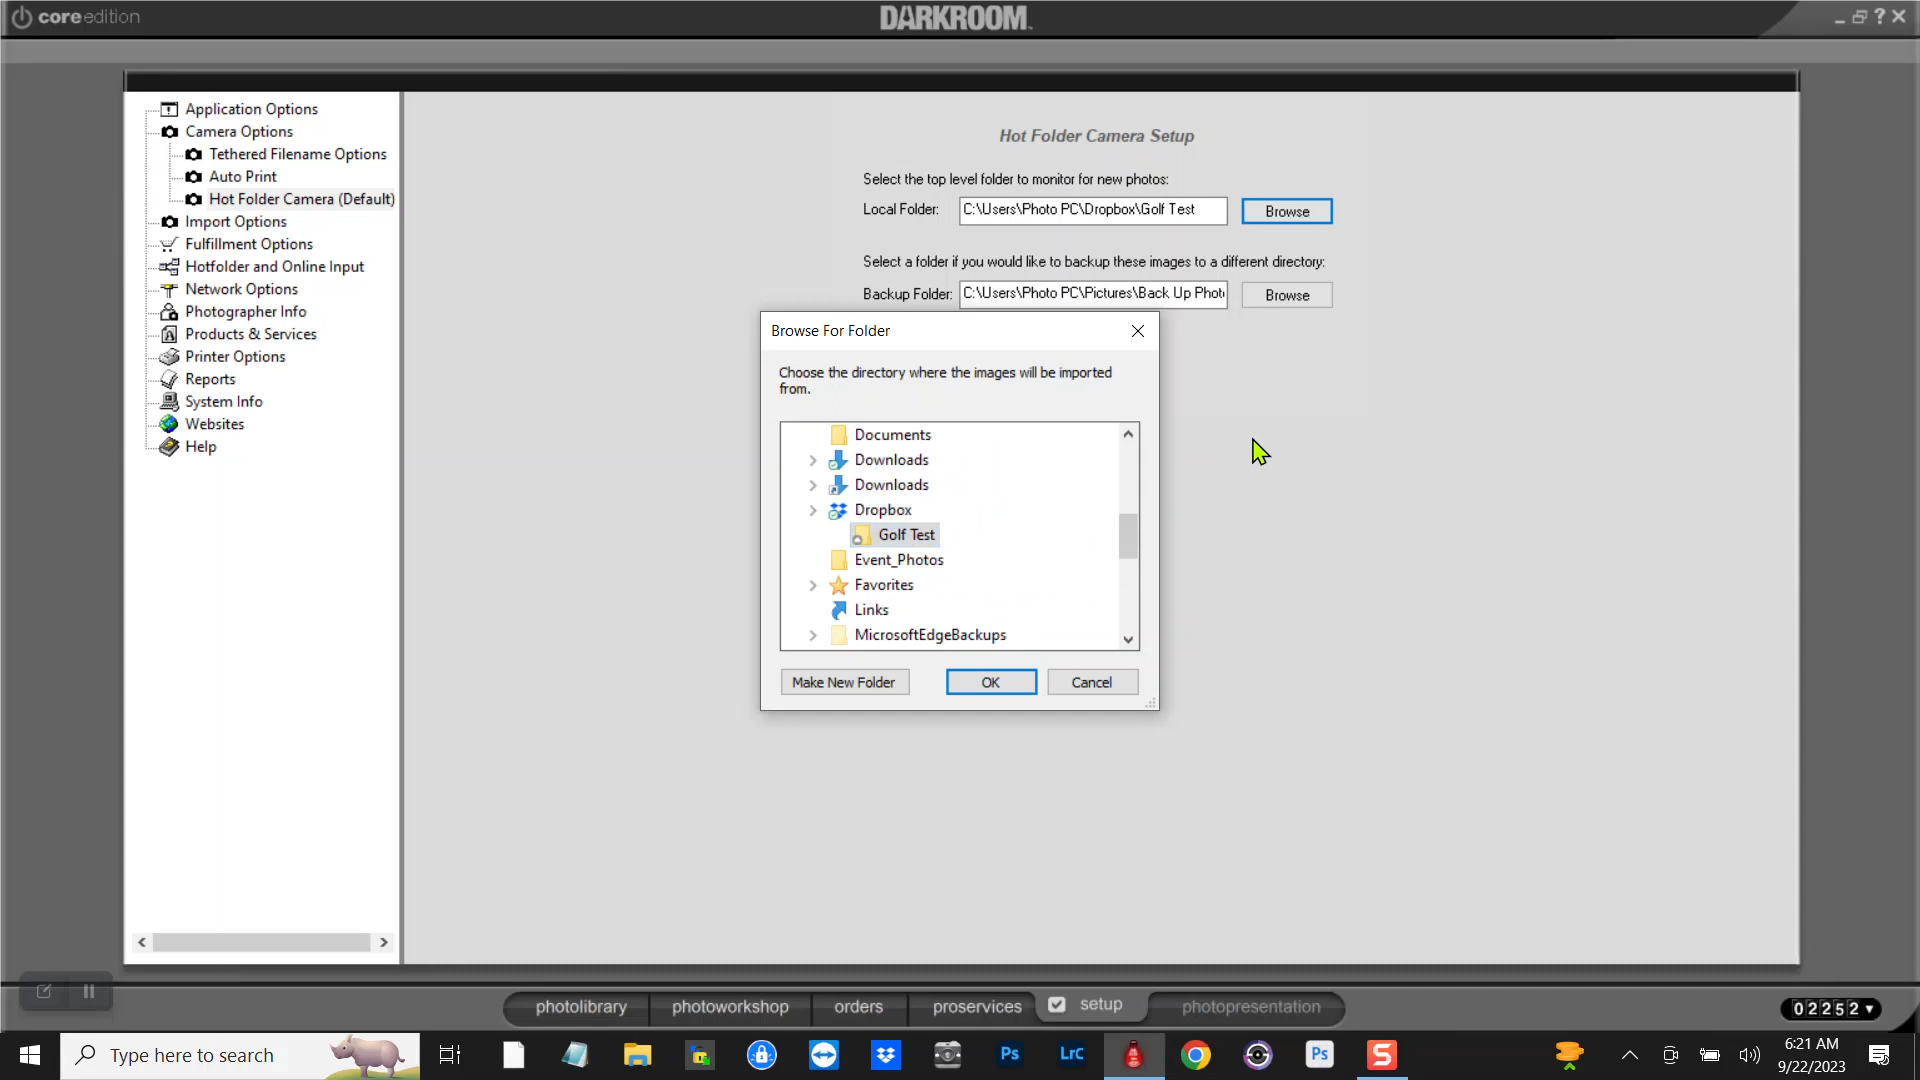 coreedition
DARKROOM
Application Options
Camera Options
Tethered Filename Options
Auto Print
Hot Folder Camera (Default)
Import Options
Fulfillment Options
Hotfolder and Online Input
Network Options
Photographer Info
Products & Services
Printer Options
Reports
System Info
Websites
Help
Hot Folder Camera Setup
Select the top level folder to monitor for new photos:
Local Folder: C:\Users\Photo PC\Dropbox\Golf Test Browse
Select a folder if you would like to backup these images to a different directory:
Backup Folder: C:\Users\Photo PC\Pictures\Back Up Phot Browse
Browse For Folder
Choose the directory where the images will be imported
from.
Documents
Downloads
Downloads
Dropbox
Golf Test
Event_Photos
Favorites
Links
MicrosoftEdgeBackups
Make New Folder OK Cancel
photolibrary photoworkshop orders proservices setup photopresentation
02252
Type here to search
Ps LrC Ps S
6:21 AM
9/22/2023